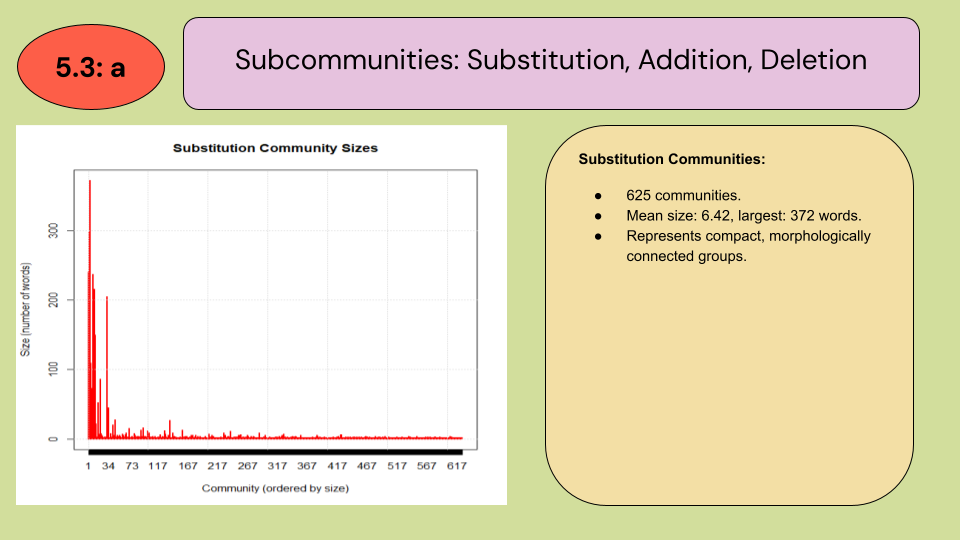 5.3: a
Subcommunities: Substitution, Addition, Deletion
Substitution Community Sizes
Size (number of words)
300
200
100
0
1 34 73 117 167 217 267 317 367 417 467 517 567 617
Community (ordered by size)
Substitution Communities:
● 625 communities.
● Mean size: 6.42, largest: 372 words.
● Represents compact, morphologically
connected groups.